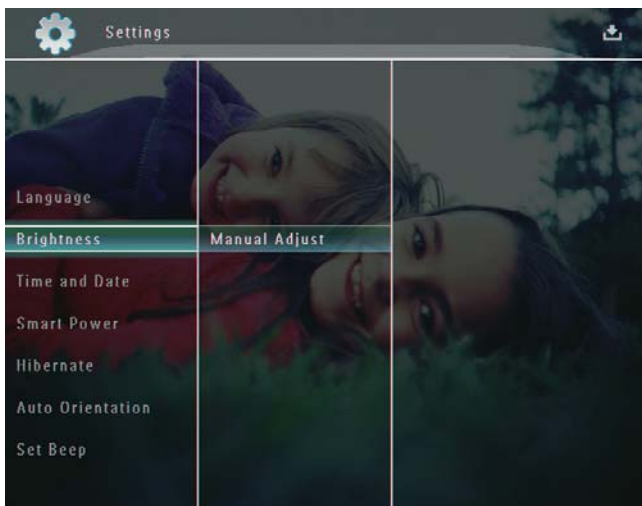 Settings
Language
Brightness
Manual Adjust
Time and Date
Smart Power
Hibernate
Auto Orientation
Set Beep